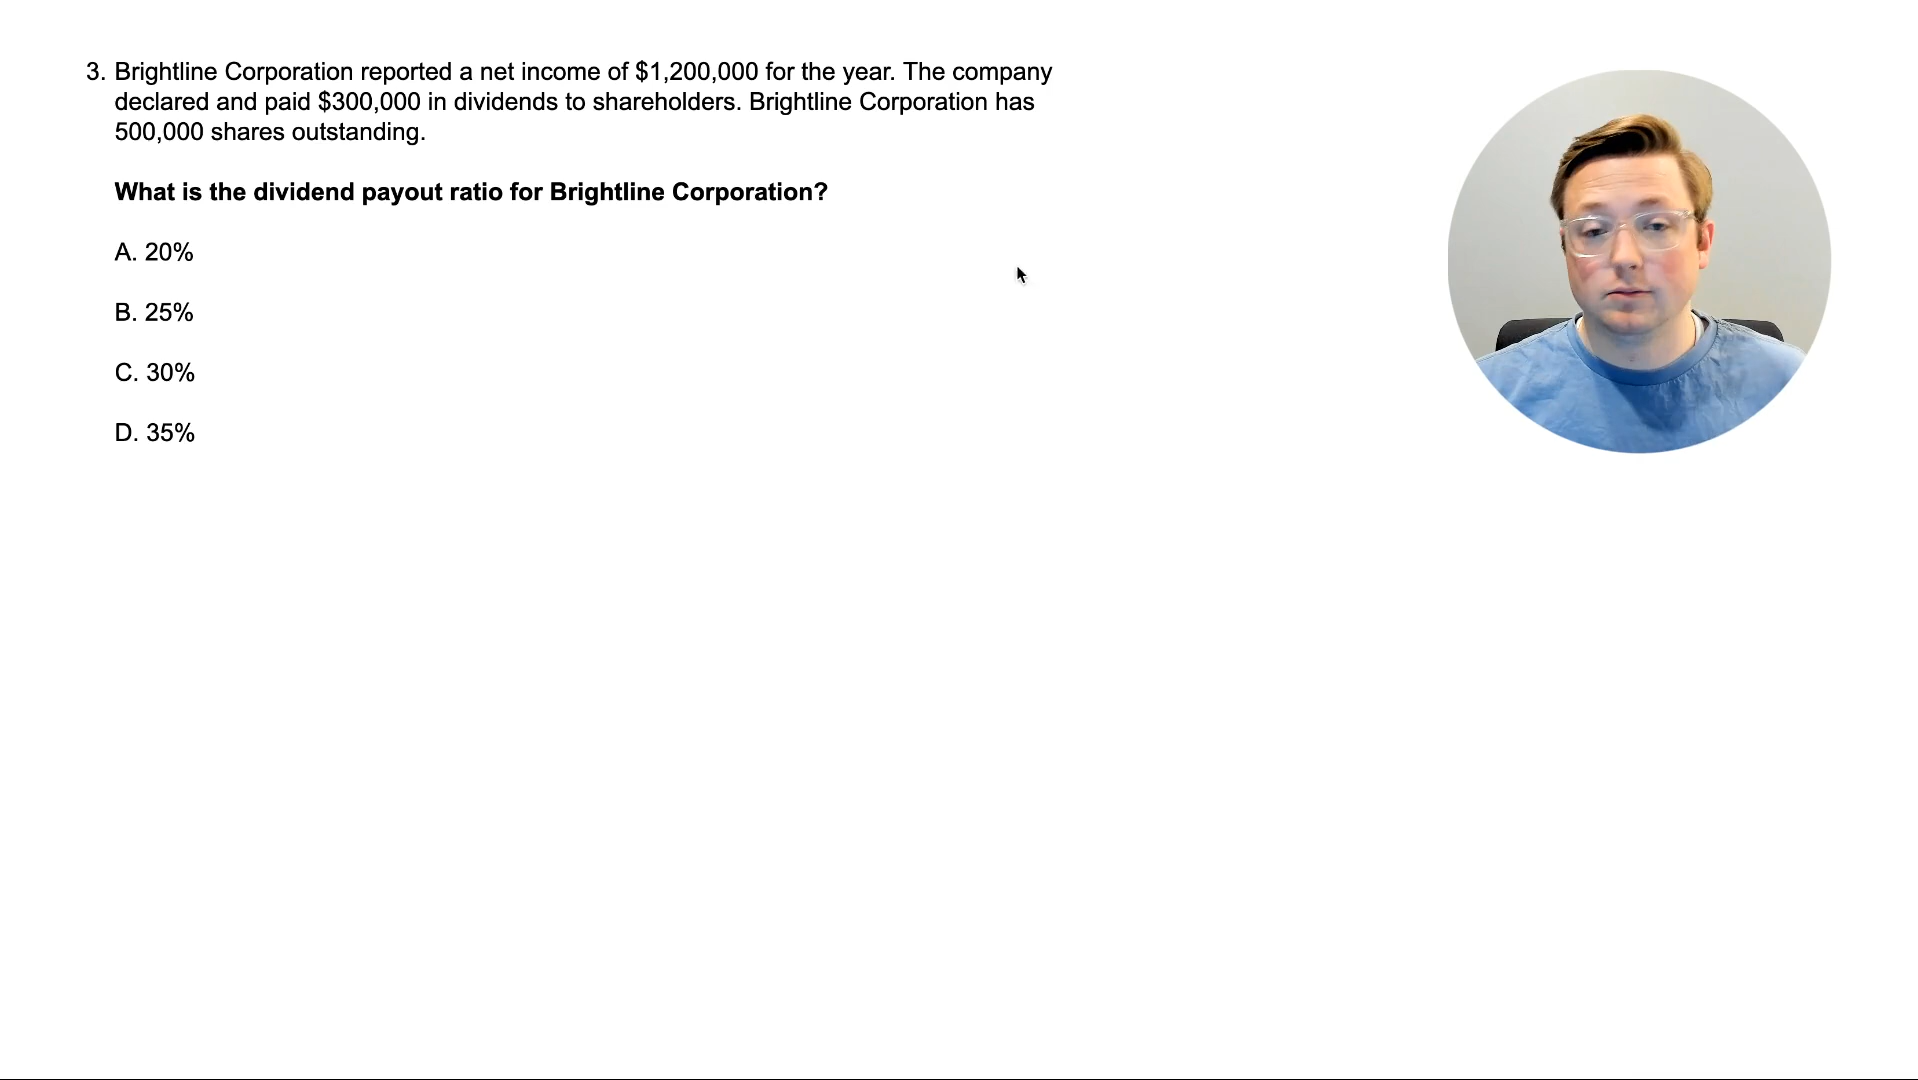 3. Brightline Corporation reported a net income of $1,200,000 for the year. The company
declared and paid $300,000 in dividends to shareholders. Brightline Corporation has
500,000 shares outstanding.
What is the dividend payout ratio for Brightline Corporation?
A. 20%
B. 25%
C. 30%
D. 35%